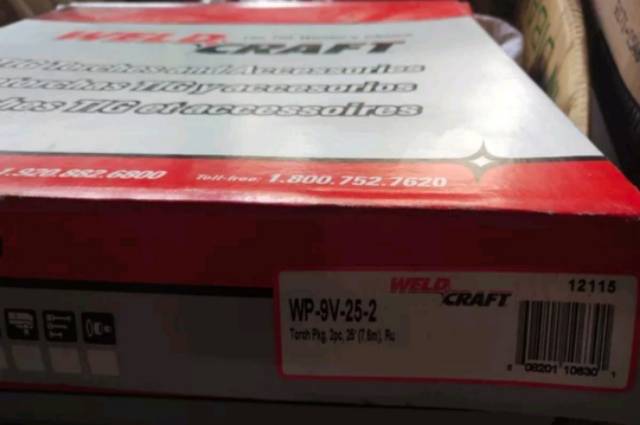 WELD
CRAFT
TIG Torches and Accessories
Antorchas TIG y accesorios
Torches TIG et accessoires
1.920.882.6800 Toll-free: 1.800.752.7620
WELD
CRAFT
12115
WP-9V-25-2
Torch Pkg, 2pc, 25' (7,6m), Ru
08201 10630 1